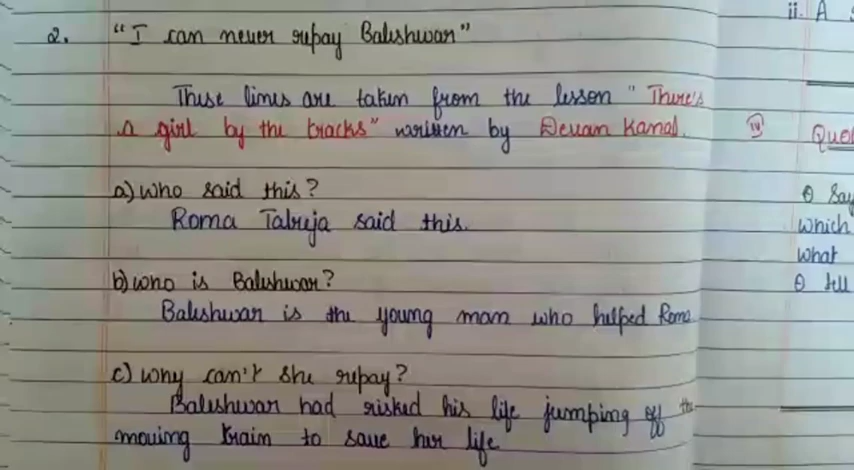 2. "I can never repay Baleshwar"
These lines are taken from the lesson "There's
a girl by the tracks" written by Deuan Kamal.
a) who said this?
Roma Talreja said this.
b) who is Baleshwar?
Baleshwar is the young man who helped Roma
c) why can't she repay?
Baleshwar had risked his life jumping off the
moving train to save her life
ii. A
iv
Quot
Say
which
what
tell